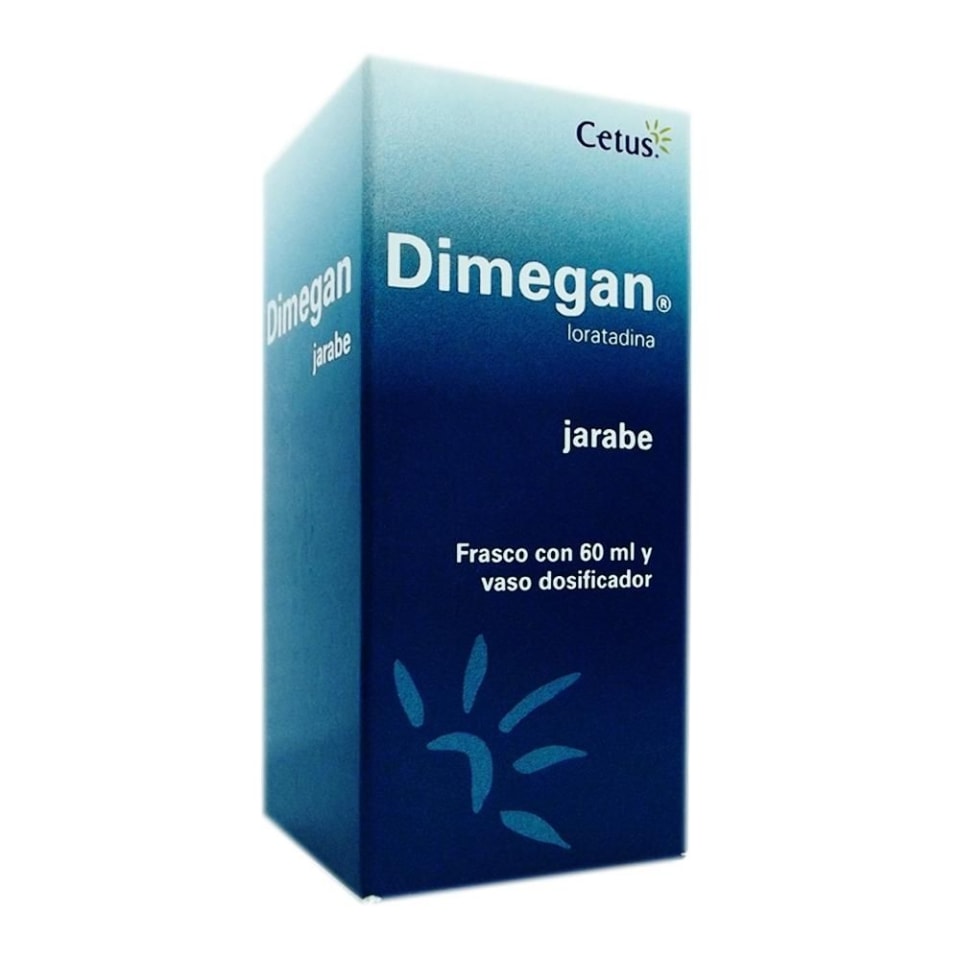 Cetus®
Dimegan®
loratadina
jarabe
Frasco con 60 ml y
vaso dosificador
Dimegan
jarabe